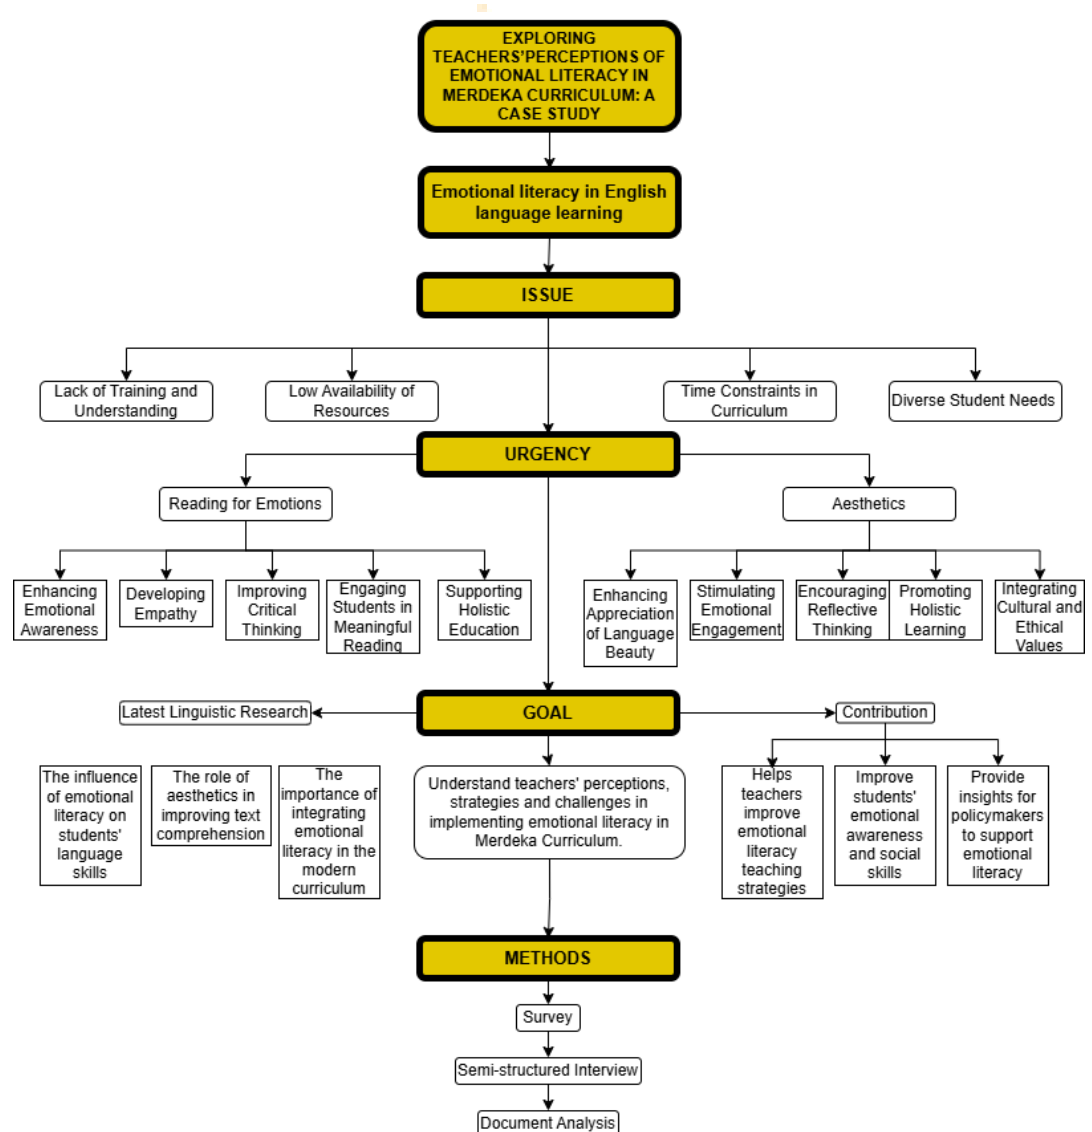 EXPLORING
TEACHERS'PERCEPTIONS OF
EMOTIONAL LITERACY IN
MERDEKA CURRICULUM: A
CASE STUDY
Emotional literacy in English
language learning
ISSUE
Lack of Training and
Understanding
Low Availability of
Resources
Time Constraints in
Curriculum
Diverse Student Needs
URGENCY
Reading for Emotions
Aesthetics
Enhancing
Emotional
Awareness
Developing
Empathy
Improving
Critical
Thinking
Engaging
Students in
Meaningful
Reading
Supporting
Holistic
Education
Enhancing
Appreciation
of Language
Beauty
Stimulating
Emotional
Engagement
Encouraging
Reflective
Thinking
Promoting
Holistic
Learning
Integrating
Cultural and
Ethical
Values
Latest Linguistic Research
GOAL
Contribution
The influence
of emotional
literacy on
students'
language
skills
The role of
aesthetics in
improving text
comprehension
The
importance of
integrating
emotional
literacy in the
modern
curriculum
Understand teachers' perceptions,
strategies and challenges in
implementing emotional literacy in
Merdeka Curriculum.
Helps
teachers
improve
emotional
literacy
teaching
strategies
Improve
students'
emotional
awareness
and social
skills
Provide
insights for
policymakers
to support
emotional
literacy
METHODS
Survey
Semi-structured Interview
Document Analysis